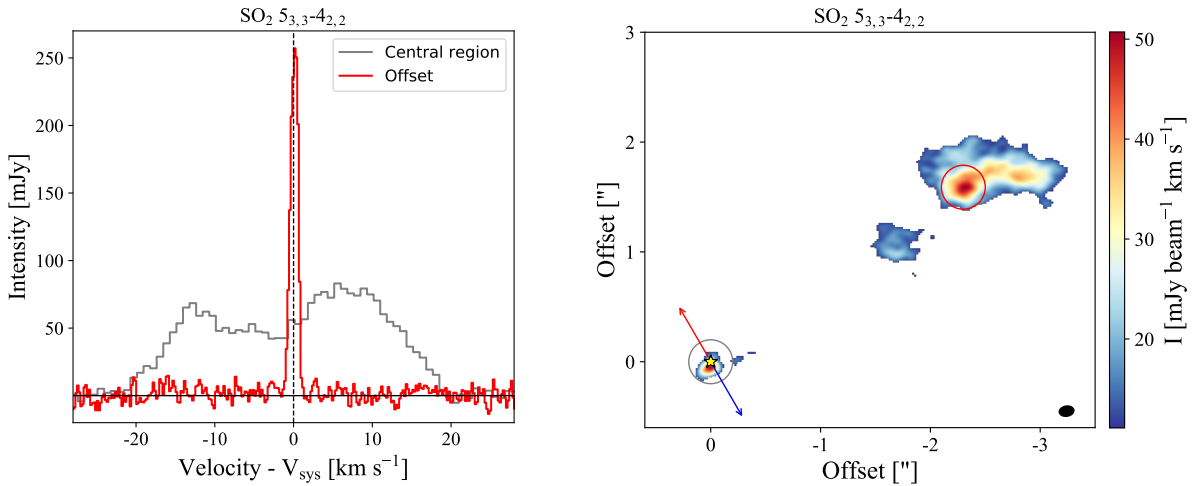 SO₂ 5₃,₃-4₂,₂
Intensity [mJy]
250
200
150
100
50
Central region
Offset
-20
-10
0
10
20
Velocity - Vsys [km s⁻¹]
SO₂ 5₃,₃-4₂,₂
Offset ["]
3
2
1
0
0
-1
-2
-3
Offset ["]
50
40
30
20
I [mJy beam⁻¹ km s⁻¹]